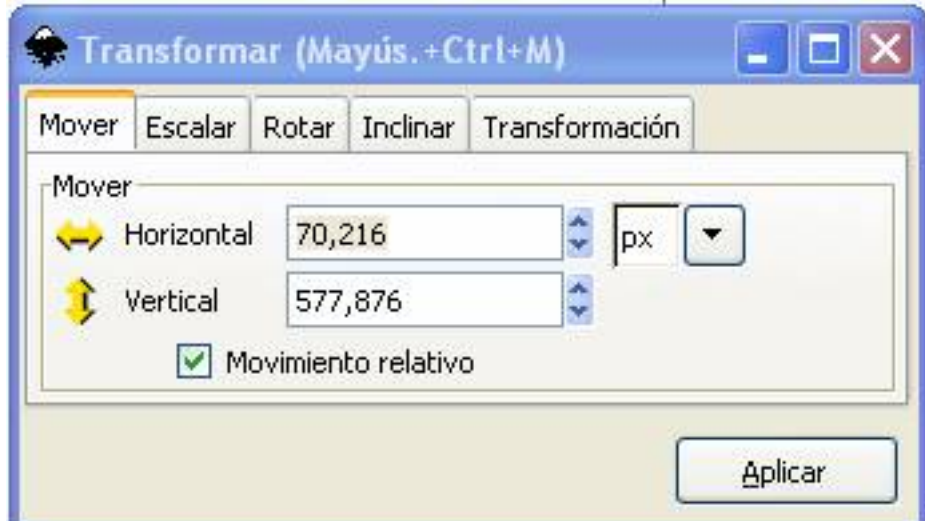 Transformar (Mayús.+Ctrl+M)
Mover Escalar Rotar Inclinar Transformación
Mover
Horizontal 70,216 px
Vertical 577,876
Movimiento relativo
Aplicar